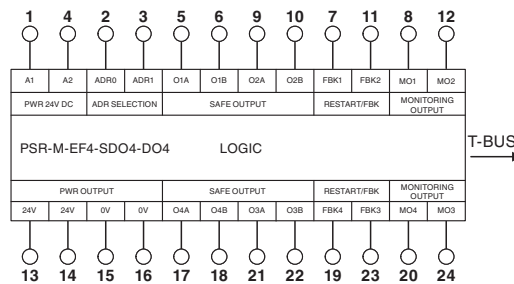 1 4 2 3 5 6 9 10 7 11 8 12
A1 A2 ADR0 ADR1 O1A O1B O2A O2B FBK1 FBK2 MO1 MO2
PWR 24V DC ADR SELECTION SAFE OUTPUT RESTART/FBK MONITORING OUTPUT
PSR-M-EF4-SDO4-DO4 LOGIC T-BUS
PWR OUTPUT SAFE OUTPUT RESTART/FBK MONITORING OUTPUT
24V 24V 0V 0V O4A O4B O3A O3B FBK4 FBK3 MO4 MO3
13 14 15 16 17 18 21 22 19 23 20 24